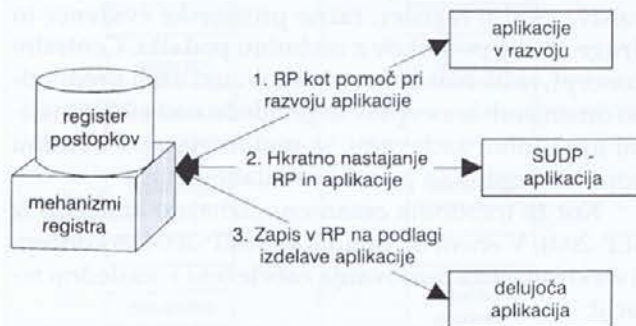 aplikacije
v razvoju
register
postopkov
mehanizmi
registra
1. RP kot pomoč pri
razvoju aplikacije
2. Hkratno nastajanje
RP in aplikacije
SUDP -
aplikacija
3. Zapis v RP na podlagi
izdelave aplikacije
delujoča
aplikacija